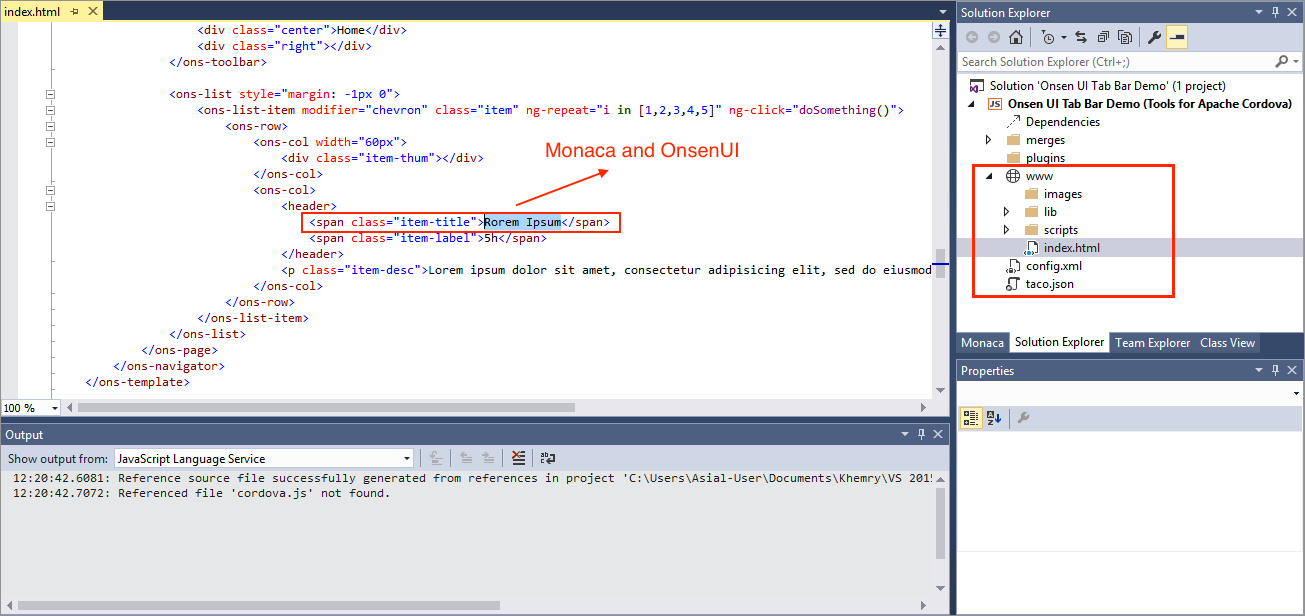 index.html
<div class="center">Home</div>
<div class="right"></div>
</ons-toolbar>
<ons-list style="margin: -1px 0">
<ons-list-item modifier="chevron" class="item" ng-repeat="i in [1,2,3,4,5]" ng-click="doSomething()">
<ons-row>
<ons-col width="60px">
<div class="item-thum"></div>
</ons-col>
<ons-col>
<header>
<span class="item-title">Rorem Ipsum</span>
<span class="item-label">5h</span>
</header>
<p class="item-desc">Lorem ipsum dolor sit amet, consectetur adipisicing elit, sed do eiusmod
</ons-col>
</ons-row>
</ons-list-item>
</ons-list>
</ons-page>
</ons-navigator>
</ons-template>
Monaca and OnsenUI
100 %
Output
Show output from: JavaScript Language Service
12:20:42.6081: Reference source file successfully generated from references in project 'C:\Users\Asial-User\Documents\Khemry\VS 2015
12:20:42.7072: Referenced file 'cordova.js' not found.
Solution Explorer
Search Solution Explorer (Ctrl+;)
Solution 'Onsen UI Tab Bar Demo' (1 project)
JS Onsen UI Tab Bar Demo (Tools for Apache Cordova)
Dependencies
merges
plugins
www
images
lib
scripts
index.html
config.xml
taco.json
Monaca Solution Explorer Team Explorer Class View
Properties